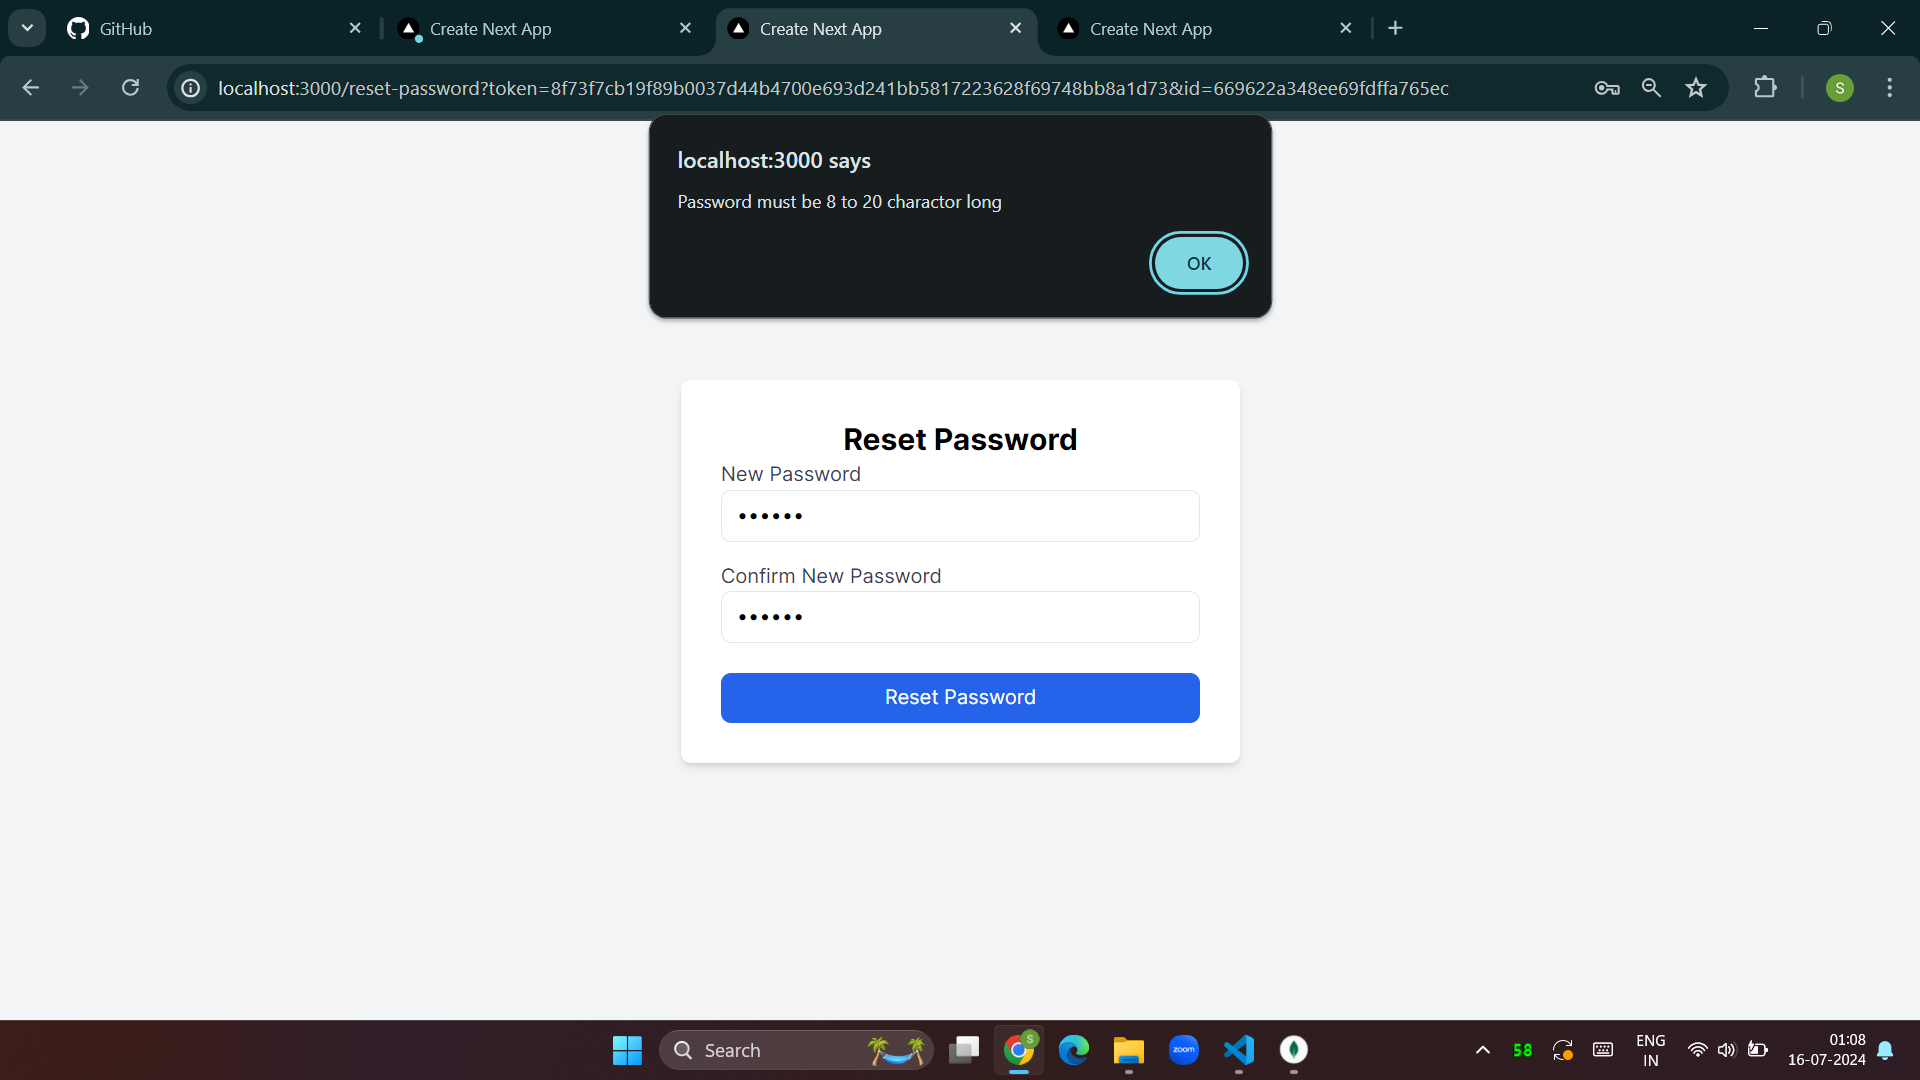 GitHub
Create Next App
Create Next App
Create Next App
localhost:3000/reset-password?token=8f73f7cb19f89b0037d44b4700e693d241bb5817223628f69748bb8a1d73&id=669622a348ee69fdffa765ec
S
localhost:3000 says
Password must be 8 to 20 charactor long
OK
Reset Password
New Password
Confirm New Password
Reset Password
Search
S
zoom
58
ENG
IN
01:08
16-07-2024